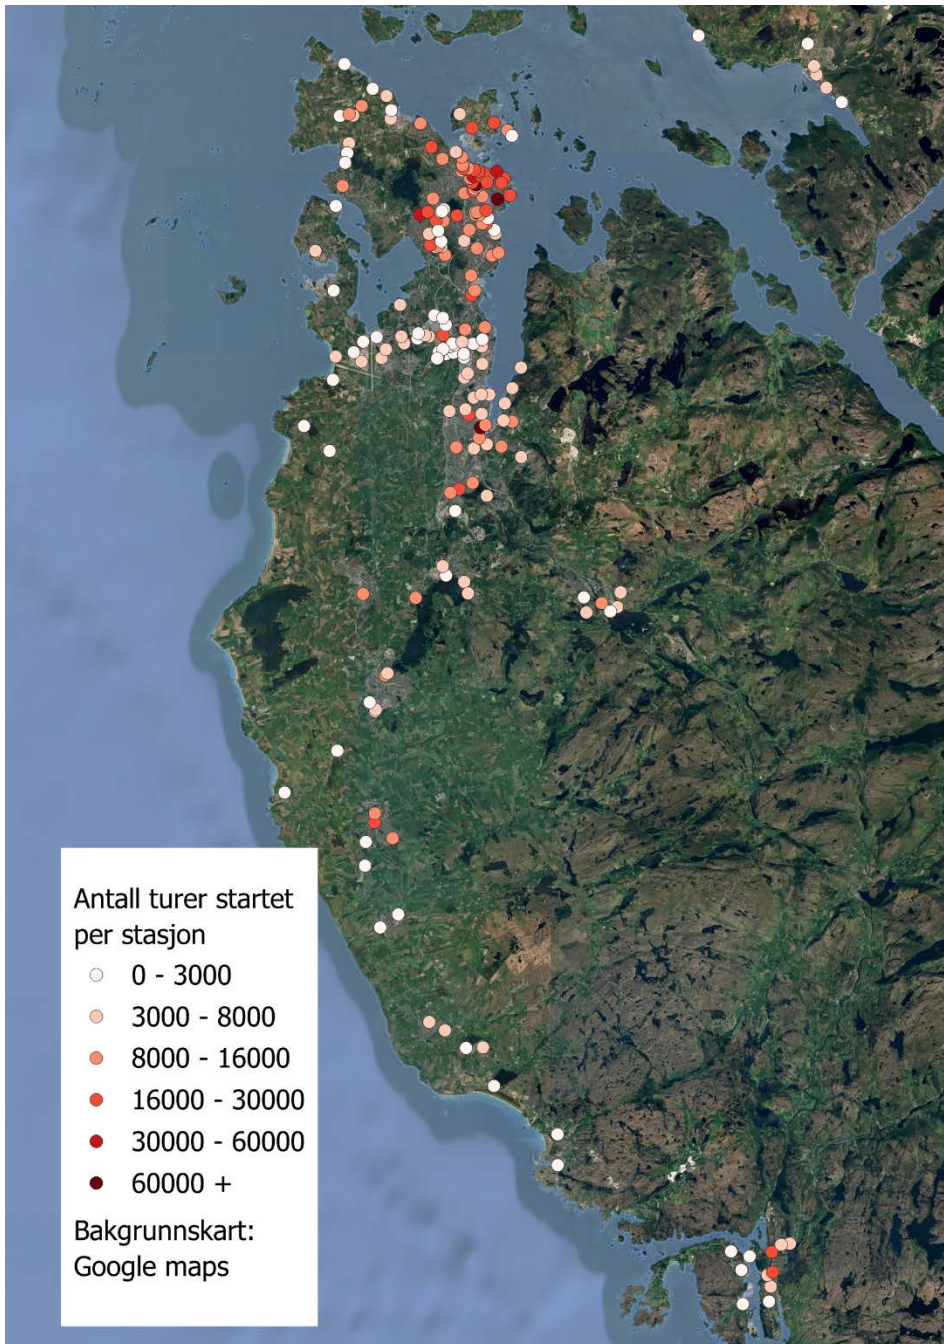 Antall turer startet
per stasjon
0 - 3000
3000 - 8000
8000 - 16000
16000 - 30000
30000 - 60000
60000 +
Bakgrunnskart:
Google maps